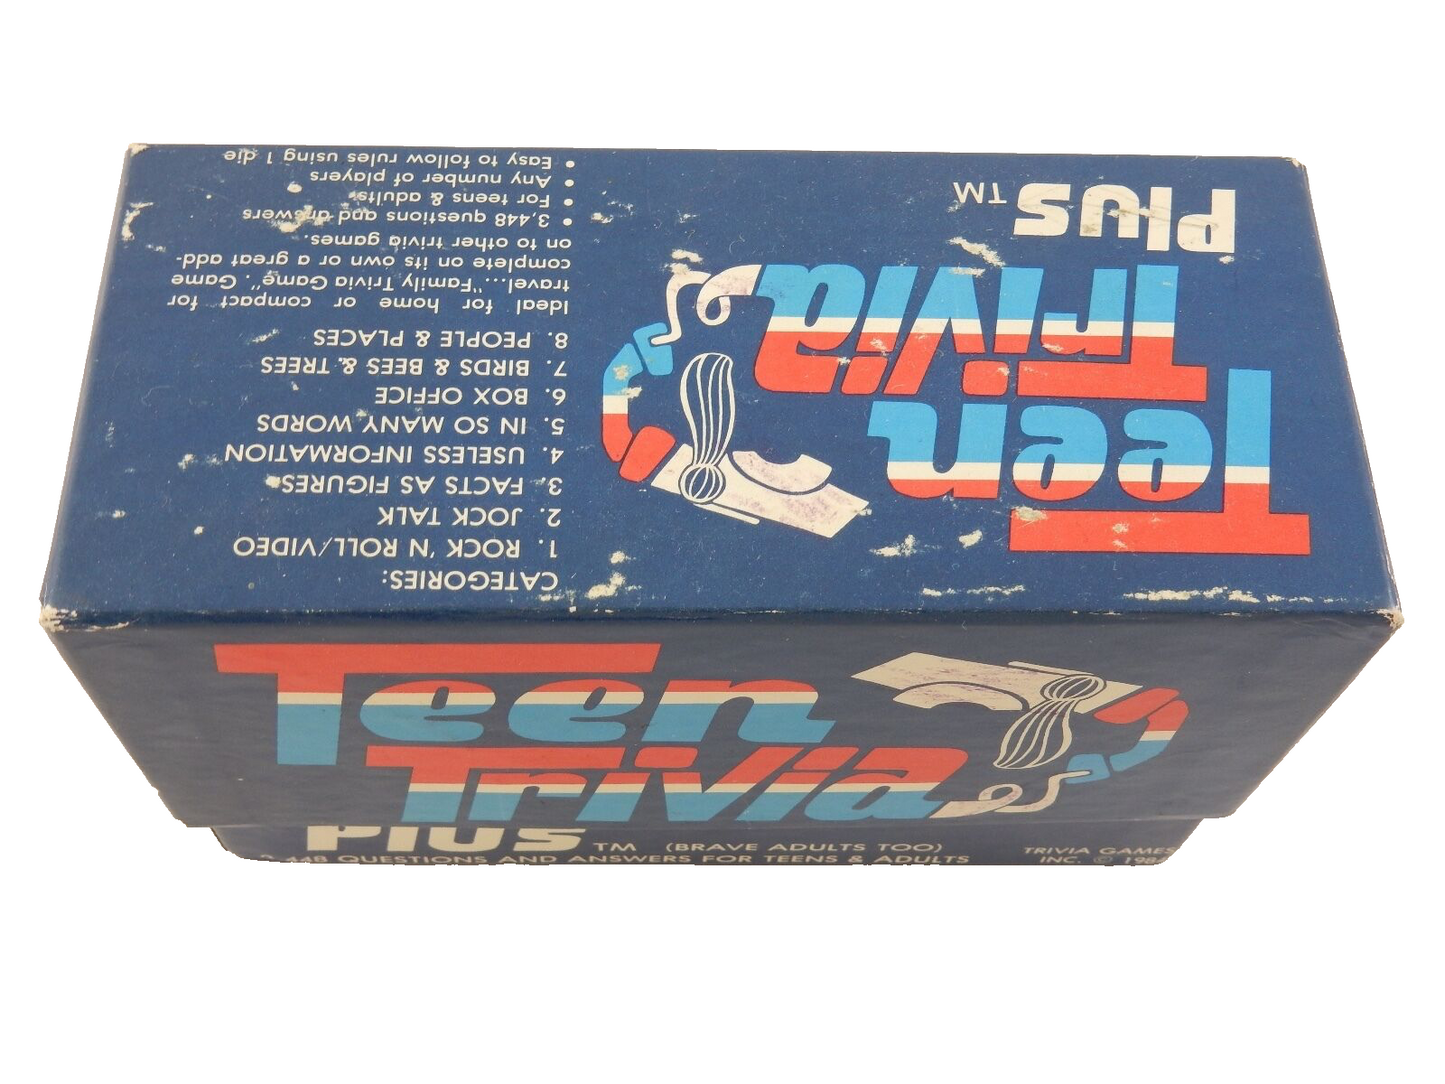 Teen
Trivia
Plus TM
CATEGORIES:
1. ROCK 'N ROLL/VIDEO
2. JOCK TALK
3. FACTS AS FIGURES
4. USELESS INFORMATION
5. IN SO MANY WORDS
6. BOX OFFICE
7. BIRDS & BEES & TREES
8. PEOPLE & PLACES
Ideal for home or compact for
travel..."Family Trivia Game". Game
complete on its own or a great add-
on to other trivia games.
• 3,448 questions and answers
• For teens & adults
• Any number of players
• Easy to follow rules using 1 die
Teen
Trivia
Plus TM (BRAVE ADULTS TOO)
448 QUESTIONS AND ANSWERS FOR TEENS & ADULTS
TRIVIA GAMES
INC. ©